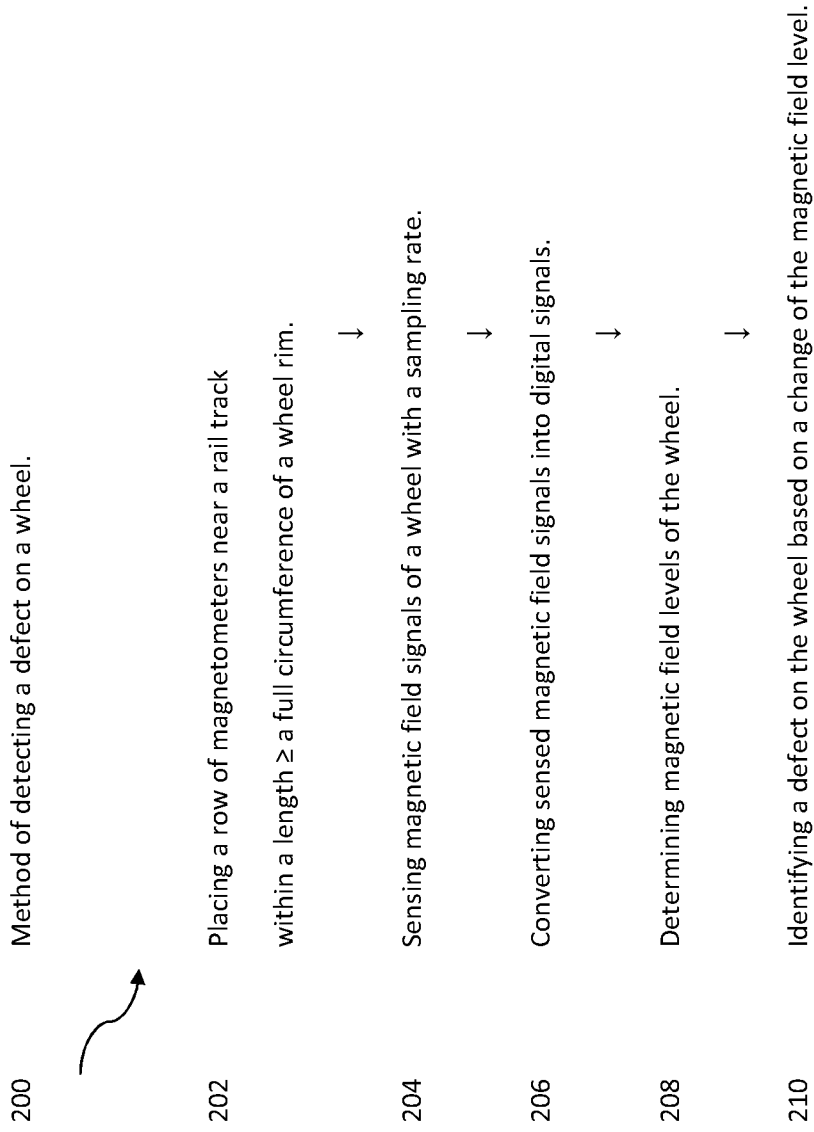 200 Method of detecting a defect on a wheel.
202 Placing a row of magnetometers near a rail track
within a length ≥ a full circumference of a wheel rim.
↓
204 Sensing magnetic field signals of a wheel with a sampling rate.
↓
206 Converting sensed magnetic field signals into digital signals.
↓
208 Determining magnetic field levels of the wheel.
↓
210 Identifying a defect on the wheel based on a change of the magnetic field level.